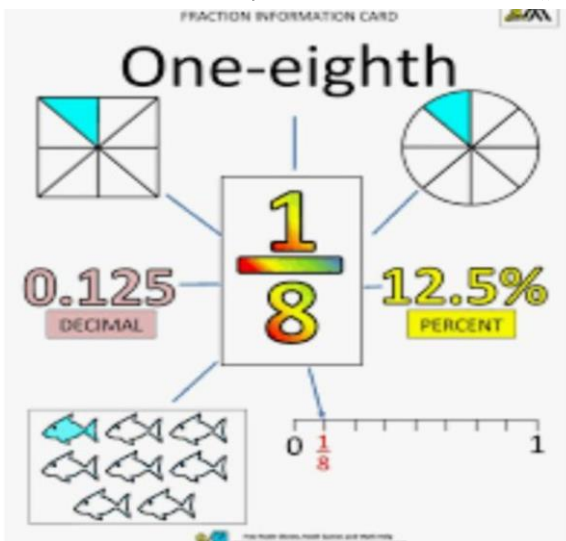 FRACTION INFORMATION CARD
One-eighth
1
8
0.125
DECIMAL
12.5%
PERCENT
0
1
8
1